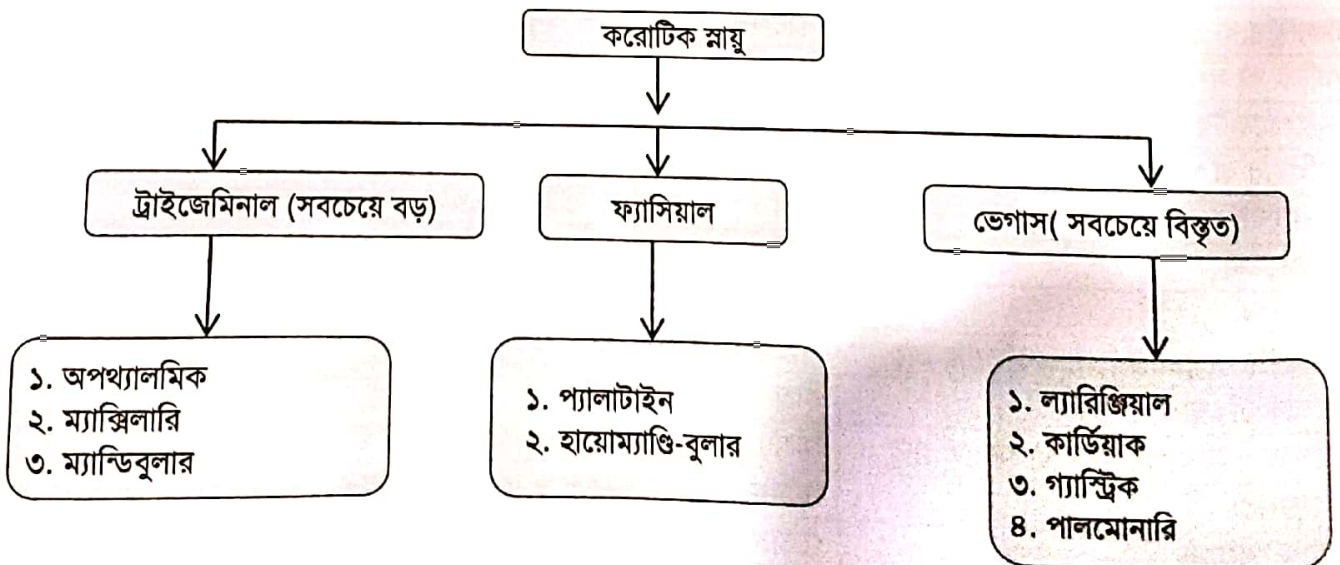 করোটিক স্নায়ু
ট্রাইজেমিনাল (সবচেয়ে বড়)
ফ্যাসিয়াল
ভেগাস( সবচেয়ে বিস্তৃত)
১. অপথ্যালমিক
২. ম্যাক্সিলারি
৩. ম্যান্ডিবুলার
১. প্যালাটাইন
২. হায়োম্যাণ্ডি-বুলার
১. ল্যারিঞ্জিয়াল
২. কার্ডিয়াক
৩. গ্যাস্ট্রিক
৪. পালমোনারি